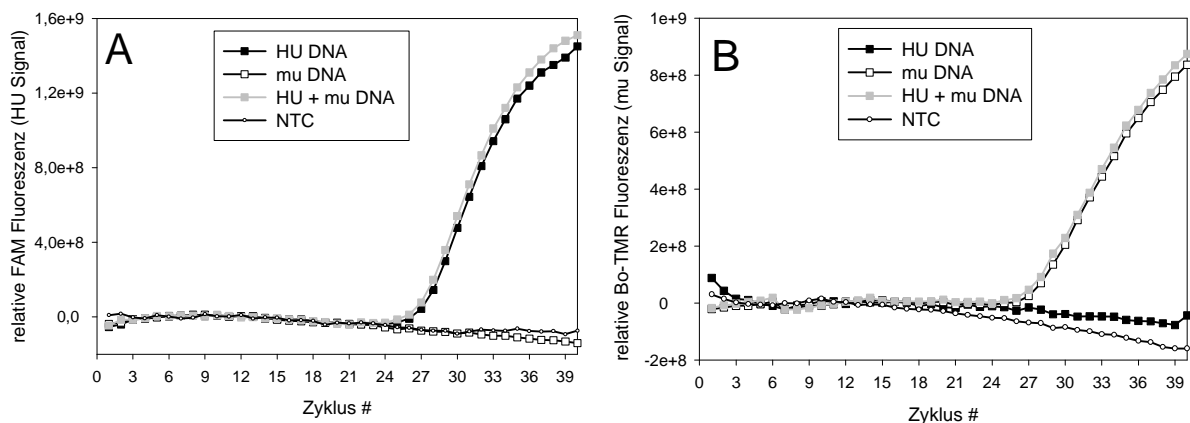 A
relative FAM Fluoreszenz (HU Signal)
1,6e+9
1,2e+9
8,0e+8
4,0e+8
0,0
HU DNA
mu DNA
HU + mu DNA
NTC
0 3 6 9 12 15 18 21 24 27 30 33 36 39
Zyklus #
B
relative Bo-TMR Fluoreszenz (mu Signal)
1e+9
8e+8
6e+8
4e+8
2e+8
0
-2e+8
HU DNA
mu DNA
HU + mu DNA
NTC
0 3 6 9 12 15 18 21 24 27 30 33 36 39
Zyklus #